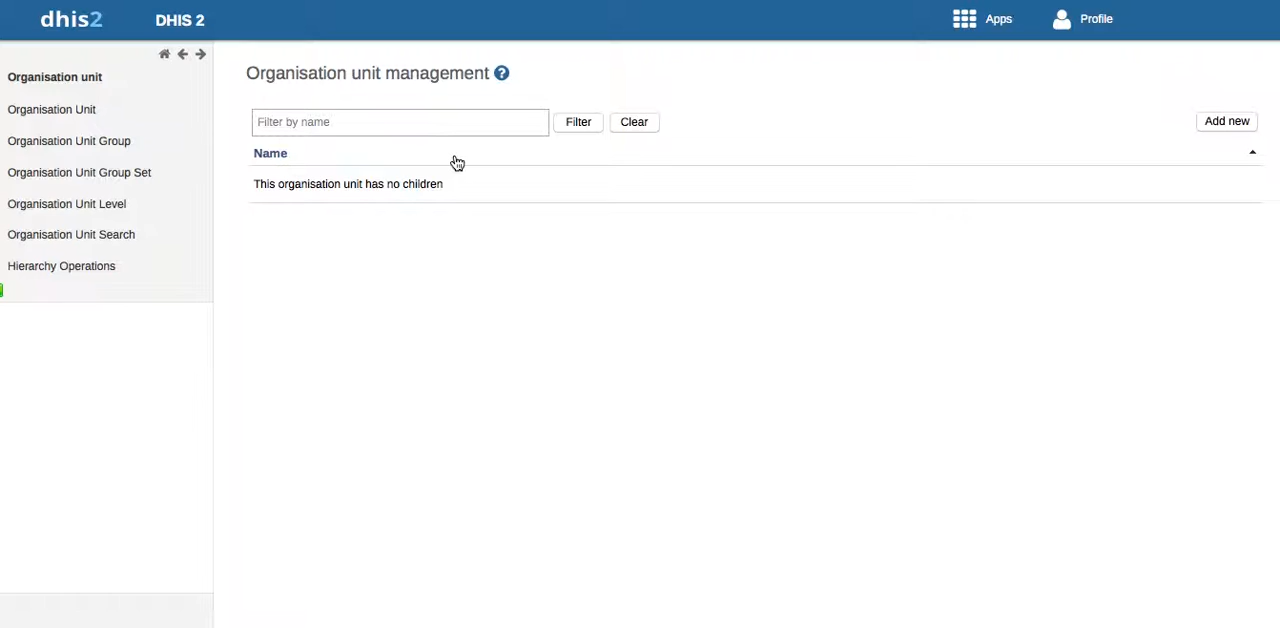 dhis2 DHIS 2 Apps Profile
Organisation unit
Organisation Unit
Organisation Unit Group
Organisation Unit Group Set
Organisation Unit Level
Organisation Unit Search
Hierarchy Operations
Organisation unit management ?
Filter by name Filter Clear Add new
Name
This organisation unit has no children